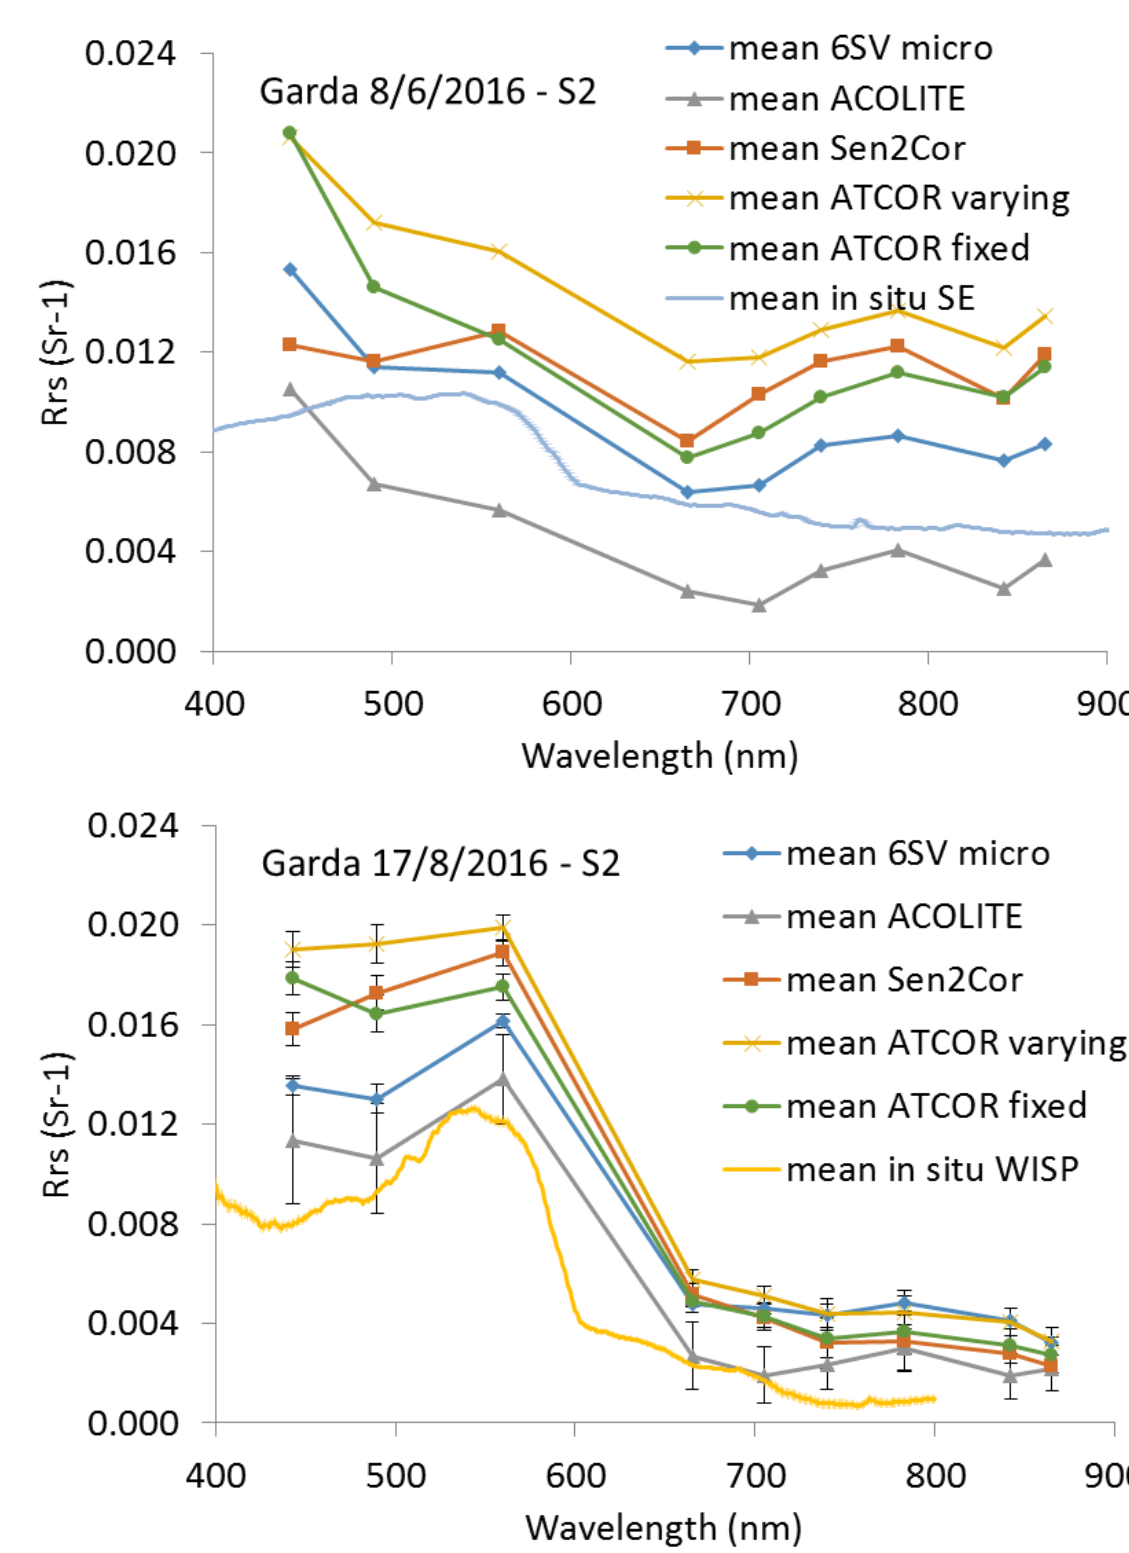 0.024
0.020
0.016
0.012
0.008
0.004
0.000
Rrs (Sr-1)
Garda 8/6/2016 - S2
mean 6SV micro
mean ACOLITE
mean Sen2Cor
mean ATCOR varying
mean ATCOR fixed
mean in situ SE
400 500 600 700 800 900
Wavelength (nm)
0.024
0.020
0.016
0.012
0.008
0.004
0.000
Rrs (Sr-1)
Garda 17/8/2016 - S2
mean 6SV micro
mean ACOLITE
mean Sen2Cor
mean ATCOR varying
mean ATCOR fixed
mean in situ WISP
400 500 600 700 800 900
Wavelength (nm)